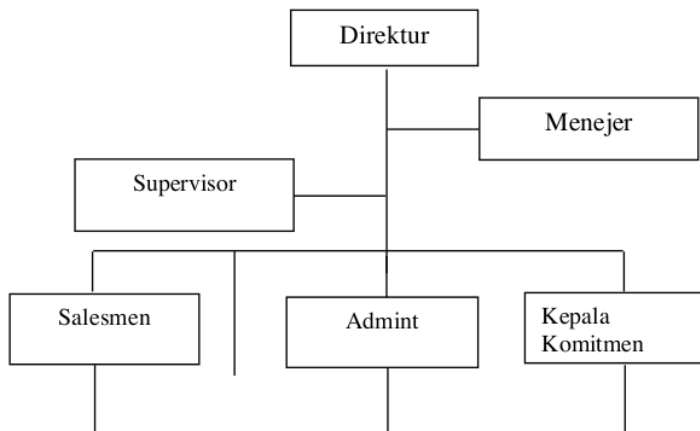 Direktur
Menejer
Supervisor
Salesmen
Admint
Kepala
Komitmen